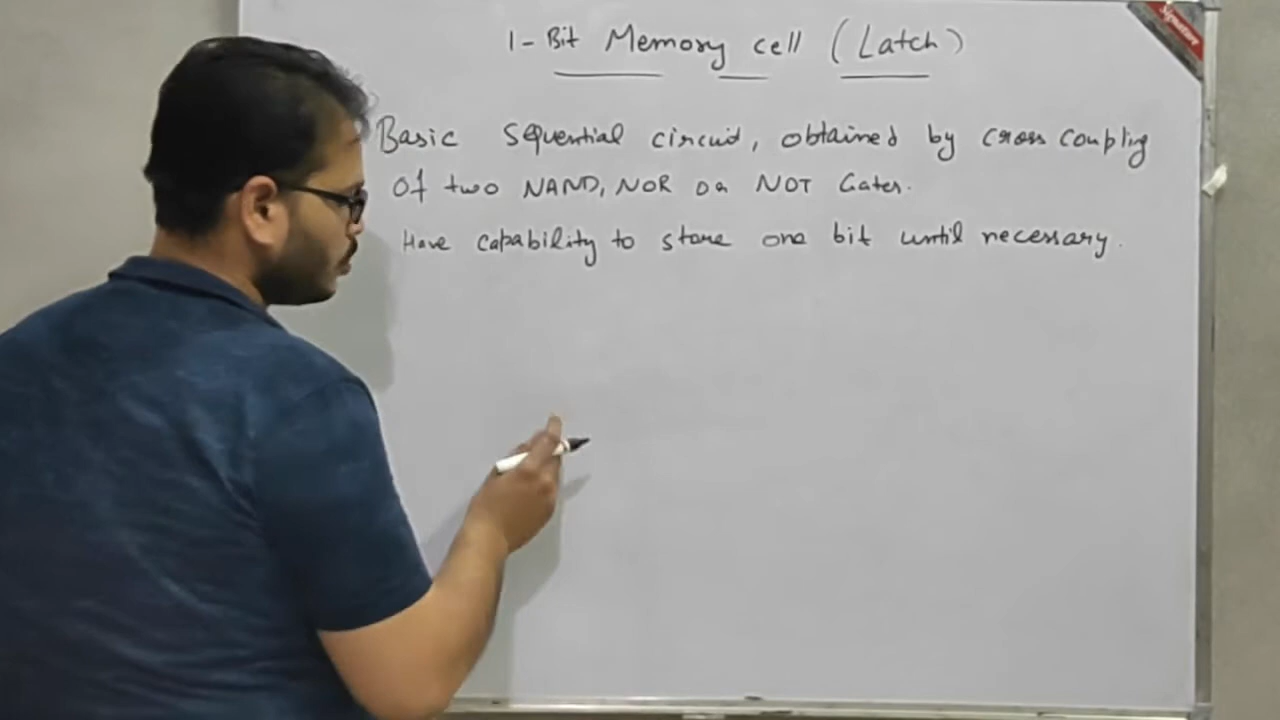 1-Bit Memory cell (Latch)
Basic Sequential circuit, obtained by cross coupling
Of two NAND, NOR or NOT Gates.
Have capability to store one bit until necessary.